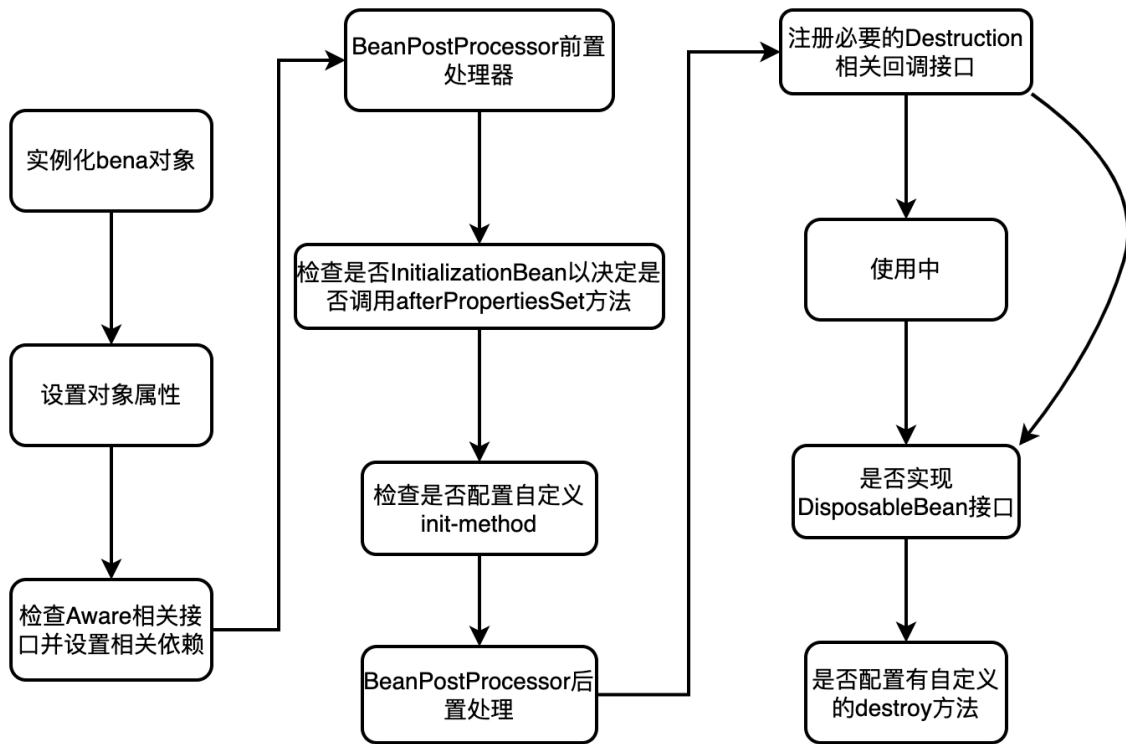 实例化bena对象
设置对象属性
检查Aware相关接
口并设置相关依赖
BeanPostProcessor前置
处理器
检查是否InitializationBean以决定是
否调用afterPropertiesSet方法
检查是否配置自定义
init-method
BeanPostProcessor后
置处理
注册必要的Destruction
相关回调接口
使用中
是否实现
DisposableBean接口
是否配置有自定义
的destroy方法